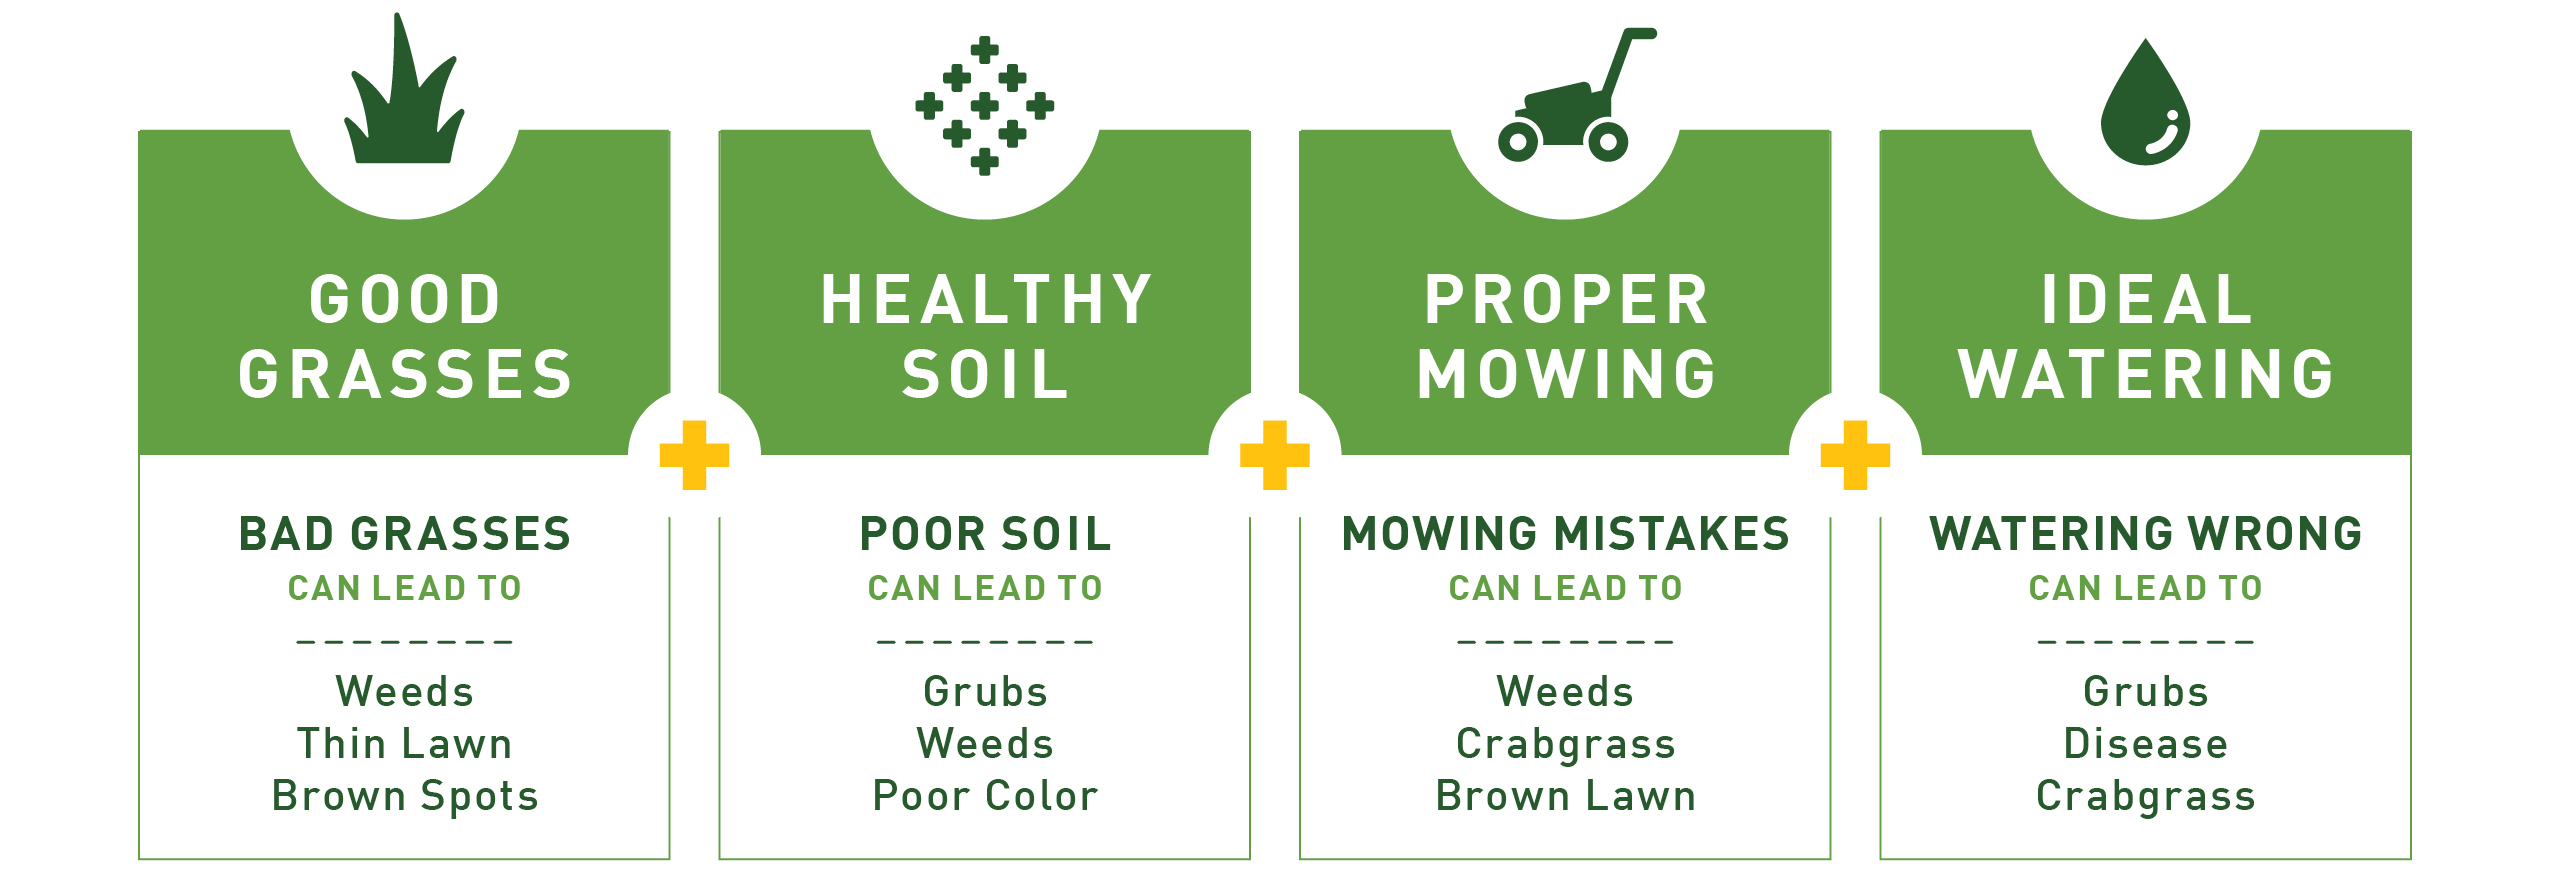 GOOD
GRASSES
BAD GRASSES
CAN LEAD TO
Weeds
Thin Lawn
Brown Spots
HEALTHY
SOIL
POOR SOIL
CAN LEAD TO
Grubs
Weeds
Poor Color
PROPER
MOWING
MOWING MISTAKES
CAN LEAD TO
Weeds
Crabgrass
Brown Lawn
IDEAL
WATERING
WATERING WRONG
CAN LEAD TO
Grubs
Disease
Crabgrass